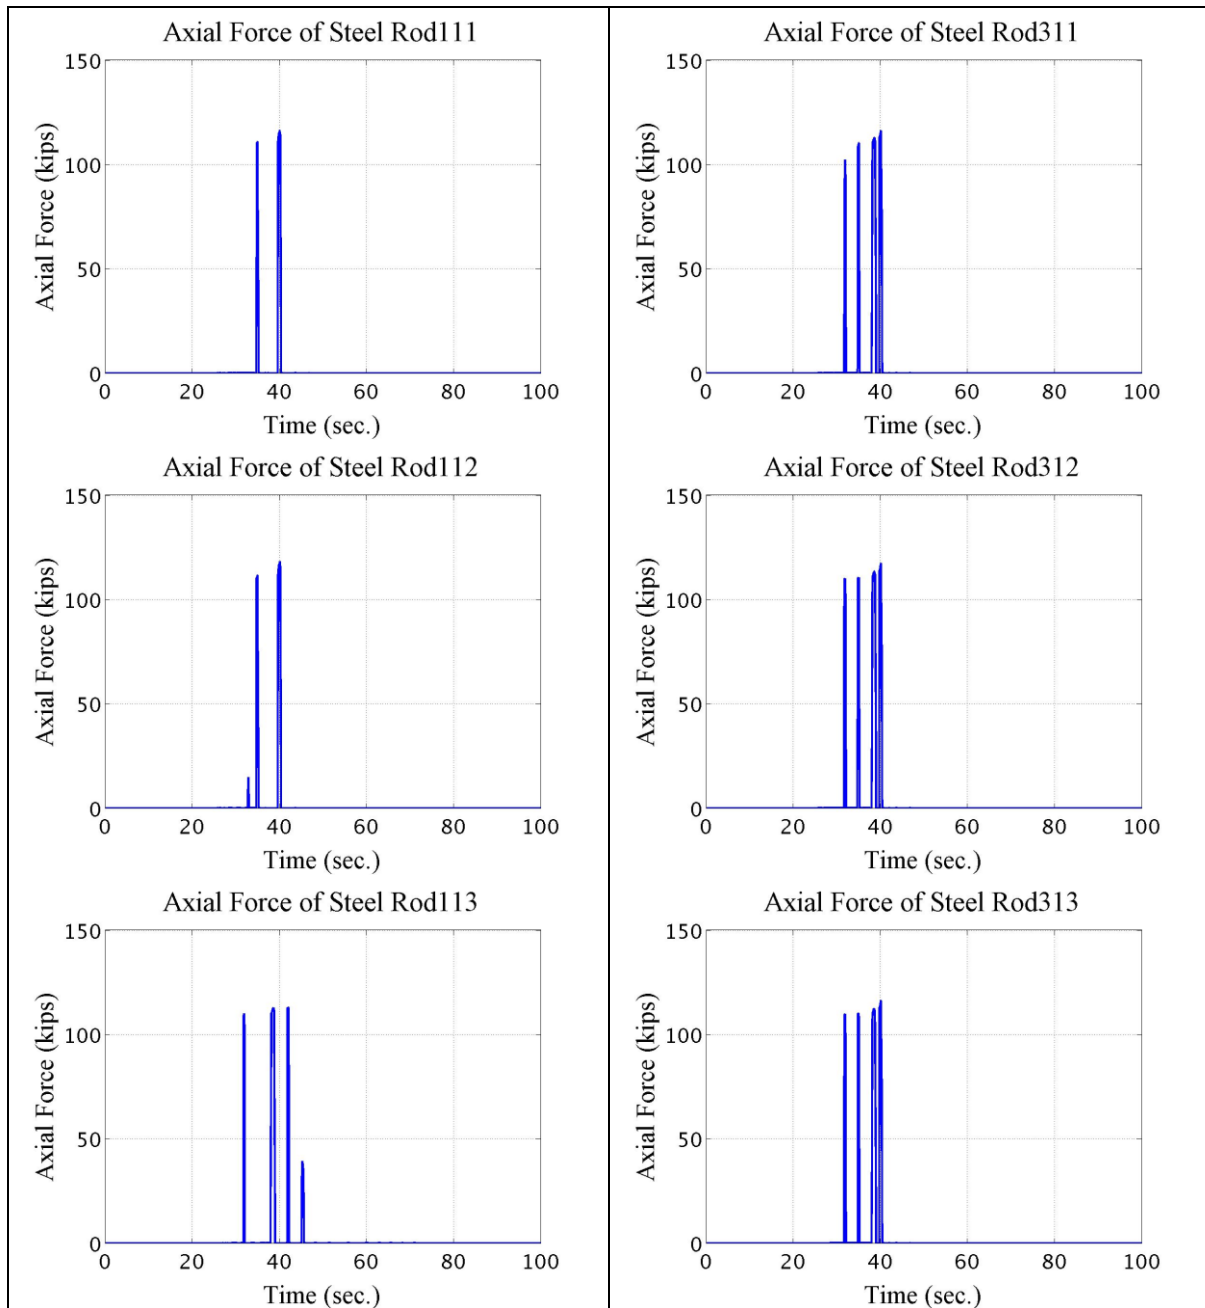 Axial Force of Steel Rod111
150
100
50
0
0 20 40 60 80 100
Axial Force (kips)
Time (sec.)
Axial Force of Steel Rod311
150
100
50
0
0 20 40 60 80 100
Axial Force (kips)
Time (sec.)
Axial Force of Steel Rod112
150
100
50
0
0 20 40 60 80 100
Axial Force (kips)
Time (sec.)
Axial Force of Steel Rod312
150
100
50
0
0 20 40 60 80 100
Axial Force (kips)
Time (sec.)
Axial Force of Steel Rod113
150
100
50
0
0 20 40 60 80 100
Axial Force (kips)
Time (sec.)
Axial Force of Steel Rod313
150
100
50
0
0 20 40 60 80 100
Axial Force (kips)
Time (sec.)